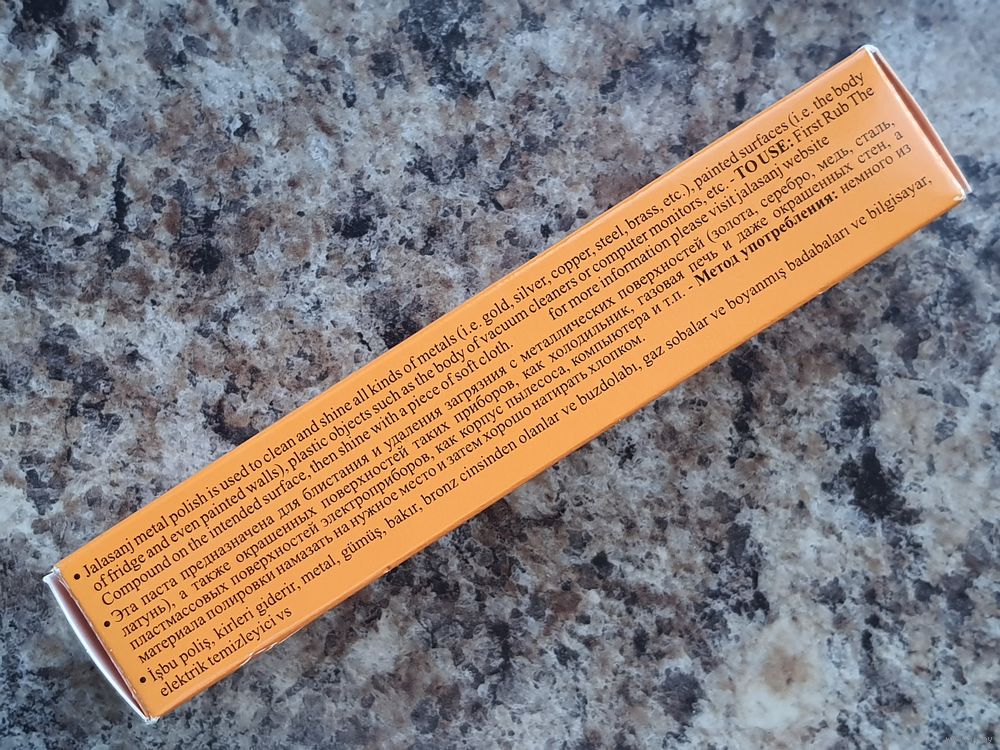 • Jalasanj metal polish is used to clean and shine all kinds of metals (i.e. gold, silver, copper, steel, brass, etc.), painted surfaces (i.e. the body
of fridge and even painted walls), plastic objects such as the body of vacuum cleaners or computer monitors, etc. - TO USE: First Rub The
Compound on the intended surface, then shine with a piece of soft cloth. for more information please visit jalasanj website
• Эта паста предназначена для блистания и удаления загрязния с металлических поверхностей (золота, серебро, медь, сталь,
латунь), а также окрашенных поверхностей таких приборов, как холодильник, газовая печь и даже окрашенных стен, а
пластмассовых поверхностей электроприборов, как корпус пылесоса, компьютера и т.п. - Метод употребления: немного из
материала полировки намазать на нужное место и затем хорошо натирать хлопком.
• İşbu poliş, kirleri giderir, metal, gümüş, bakır, bronz cinsinden olanlar ve buzdolabı, gaz sobalar ve boyanmış badabaları ve bilgisayar,
elektrik temizleyici vs